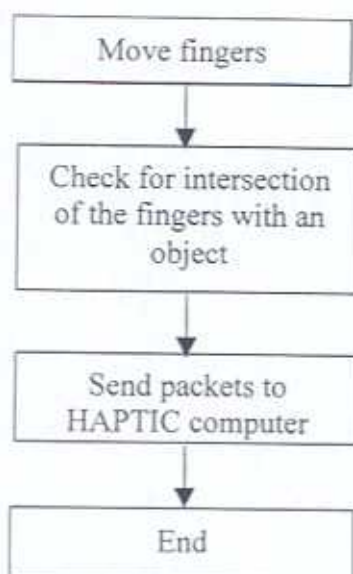 Move fingers
Check for intersection
of the fingers with an
object
Send packets to
HAPTIC computer
End